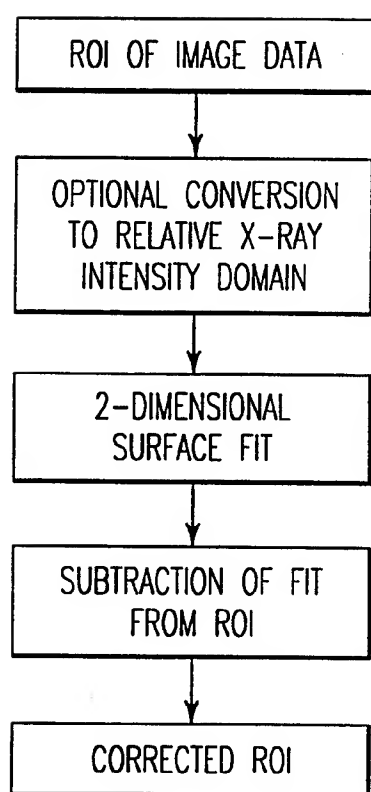 ROI OF IMAGE DATA
OPTIONAL CONVERSION
TO RELATIVE X-RAY
INTENSITY DOMAIN
2-DIMENSIONAL
SURFACE FIT
SUBTRACTION OF FIT
FROM ROI
CORRECTED ROI